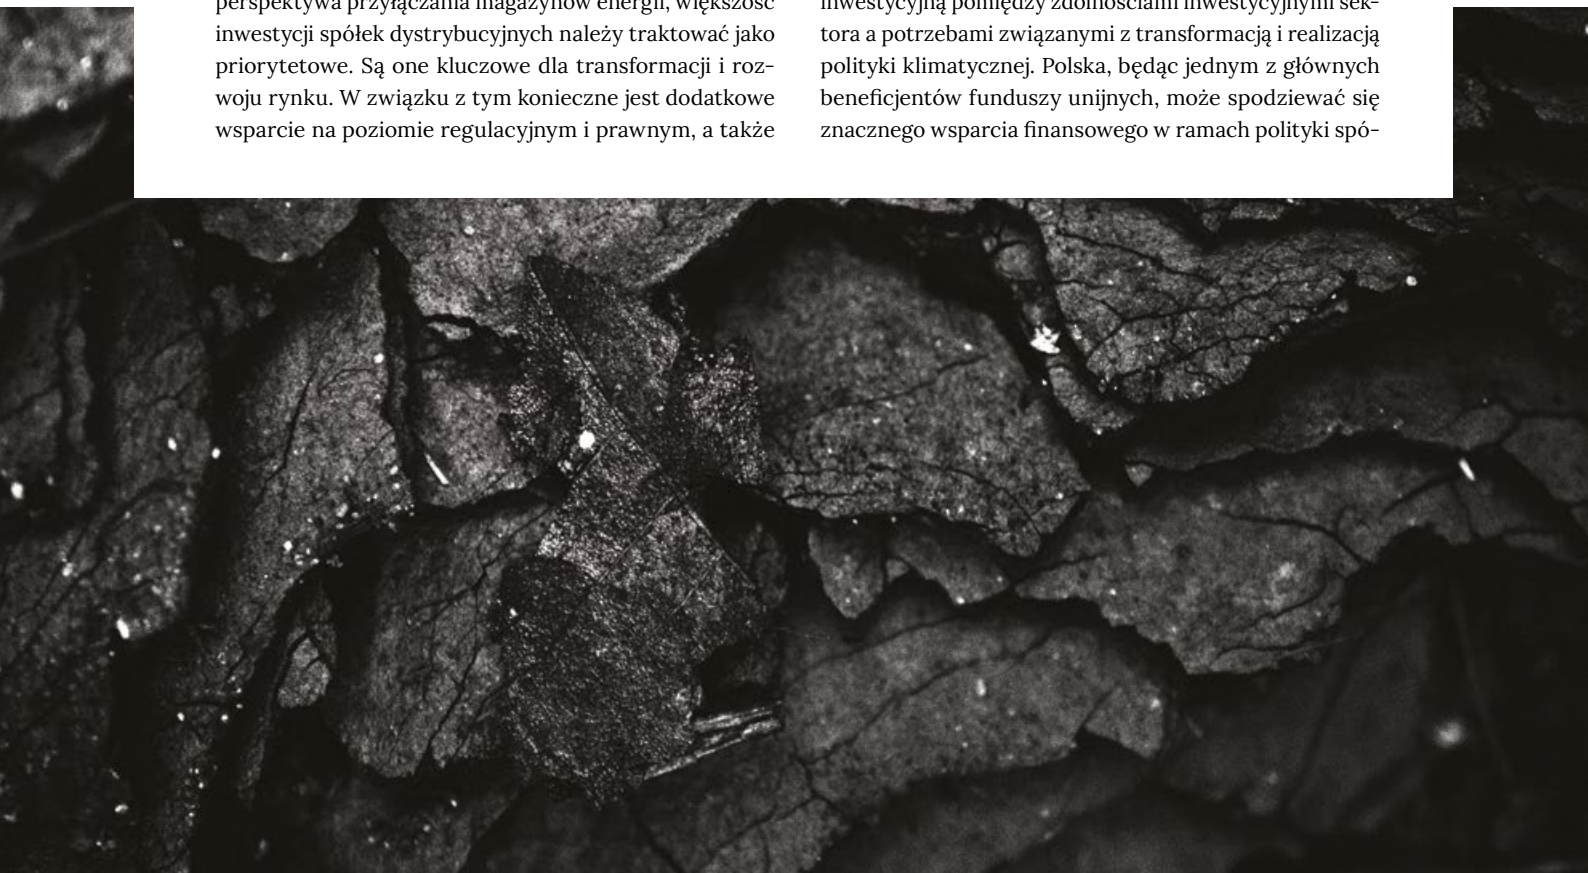 perspektywa przyłączania magazynów energii, większość
inwestycji spółek dystrybucyjnych należy traktować jako
priorytetowe. Są one kluczowe dla transformacji i roz-
woju rynku. W związku z tym konieczne jest dodatkowe
wsparcie na poziomie regulacyjnym i prawnym, a także
inwestycyjną pomiędzy zdolnościami inwestycyjnymi sek-
tora a potrzebami związanymi z transformacją i realizacją
polityki klimatycznej. Polska, będąc jednym z głównych
beneficjentów funduszy unijnych, może spodziewać się
znacznego wsparcia finansowego w ramach polityki spó-